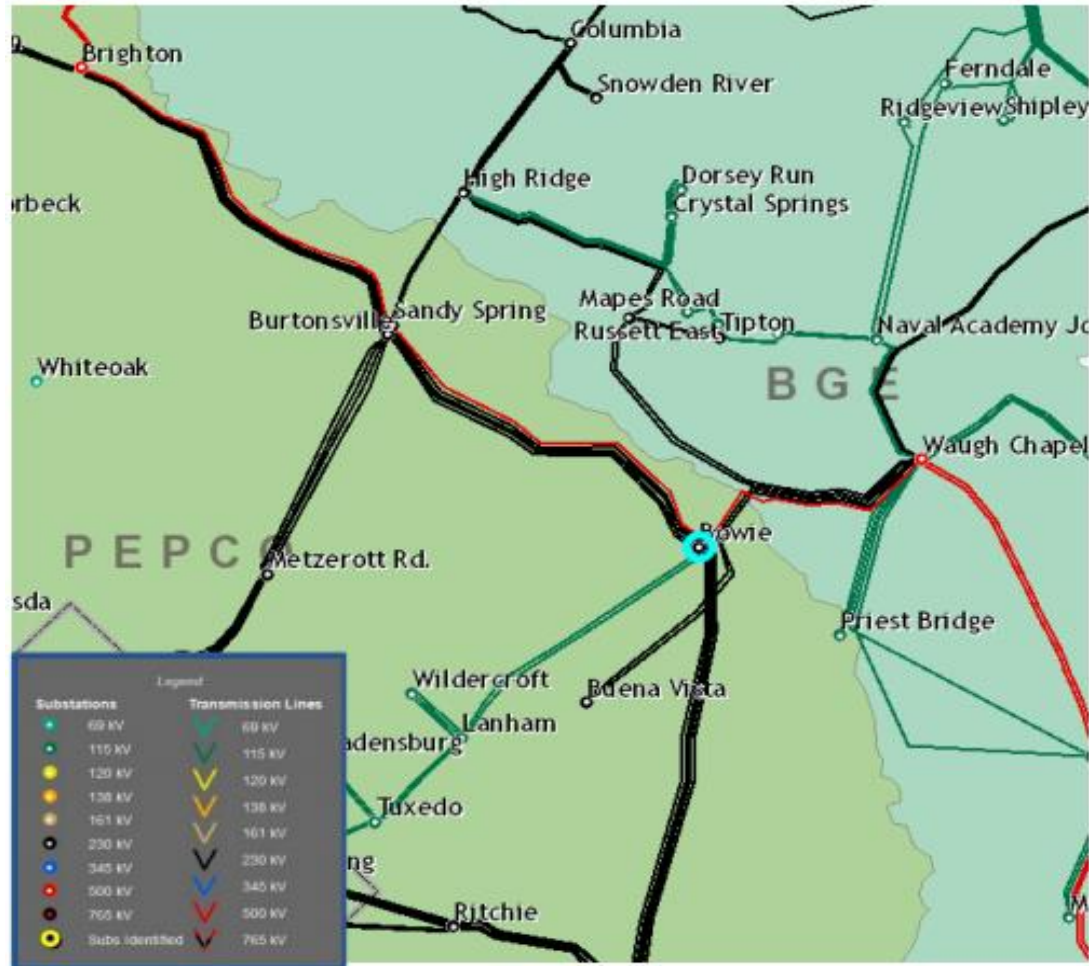 Columbia
Brighton
Ferndale
Snowden River
Ridgeview
Shipley
High Ridge
Dorsey Run
Crystal Springs
orbeck
Mapes Road
Sandy Spring
Burtonsville
Russett East
Tipton
Naval Academy Jc
Whiteoak
BGE
Waugh Chapel
Bowie
PEPCO
Metzerott Rd.
sda
Priest Bridge
Wildercroft
Buena Vista
Lanham
adensburg
Tuxedo
ng
Ritchie
M
Legend
Substations Transmission Lines
69 kV 69 kV
115 kV 115 kV
120 kV 120 kV
138 kV 138 kV
161 kV 161 kV
230 kV 230 kV
345 kV 345 kV
500 kV 500 kV
765 kV 765 kV
Subs Identified